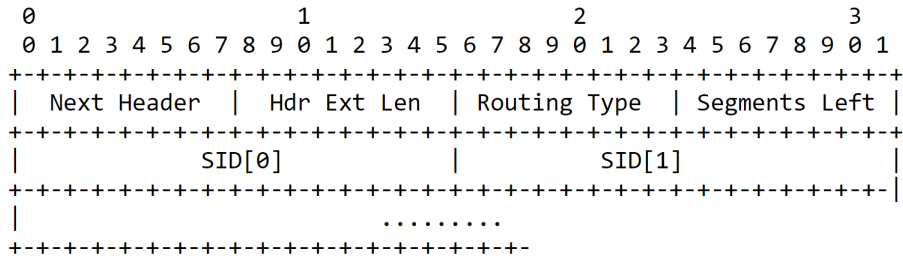 0                   1                   2                   3
 0 1 2 3 4 5 6 7 8 9 0 1 2 3 4 5 6 7 8 9 0 1 2 3 4 5 6 7 8 9 0 1
+-+-+-+-+-+-+-+-+-+-+-+-+-+-+-+-+-+-+-+-+-+-+-+-+-+-+-+-+-+-+-+-+
|  Next Header  |  Hdr Ext Len  | Routing Type  | Segments Left |
+-+-+-+-+-+-+-+-+-+-+-+-+-+-+-+-+-+-+-+-+-+-+-+-+-+-+-+-+-+-+-+-+
|             SID[0]            |          SID[1]               |
+-+-+-+-+-+-+-+-+-+-+-+-+-+-+-+-+-+-+-+-+-+-+-+-+-+-+-+-+-+-+-+-|
|                          .........
+-+-+-+-+-+-+-+-+-+-+-+-+-+-+-+-+-+-+-